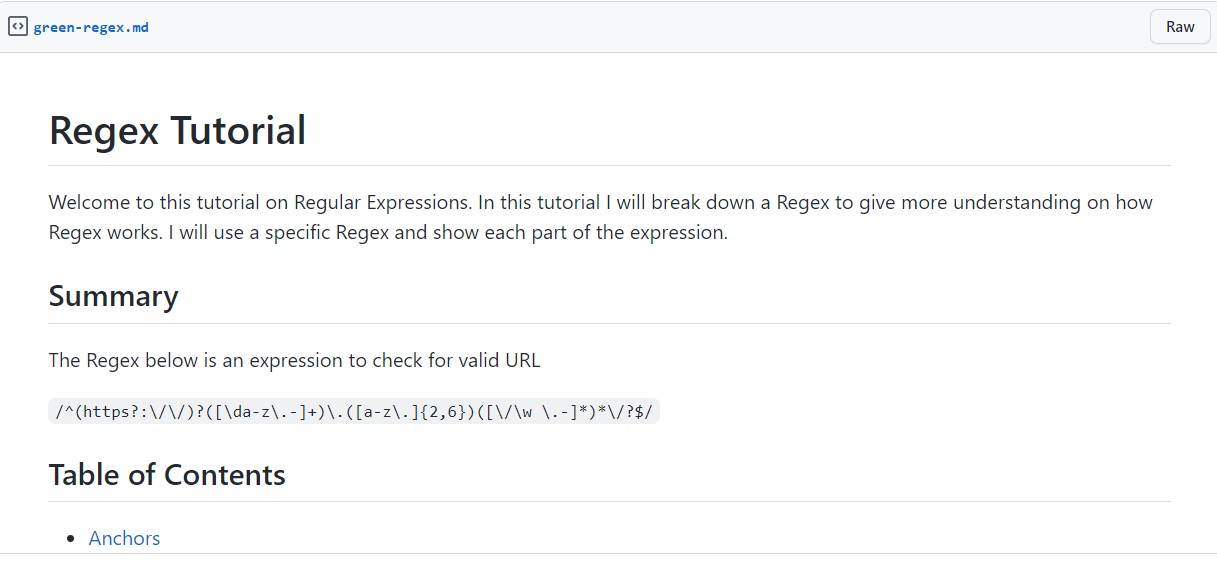 green-regex.md
Raw
Regex Tutorial
Welcome to this tutorial on Regular Expressions. In this tutorial I will break down a Regex to give more understanding on how
Regex works. I will use a specific Regex and show each part of the expression.
Summary
The Regex below is an expression to check for valid URL
/^(https?:\/\/)?([\da-z\.-]+)\.([a-z\.]{2,6})([\/\w \.-]*)*\/?$/
Table of Contents
Anchors